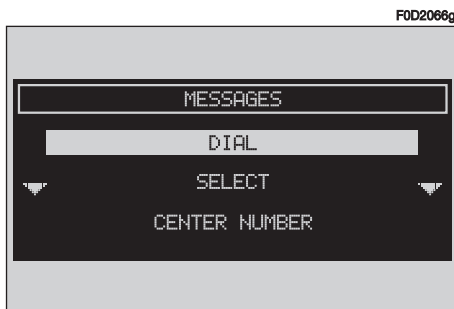 F0D2066g
MESSAGES
DIAL
SELECT
CENTER NUMBER